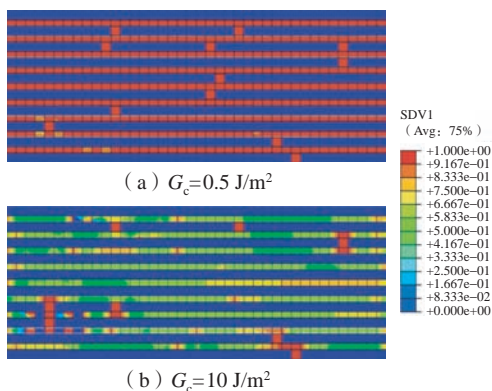 （a）Gc=0.5 J/m²
SDV1
（Avg：75%）
+1.000e+00
+9.167e-01
+8.333e-01
+7.500e-01
+6.667e-01
+5.833e-01
+5.000e-01
+4.167e-01
+3.333e-01
+2.500e-01
+1.667e-01
+8.333e-02
+0.000e+00
（b）Gc=10 J/m²